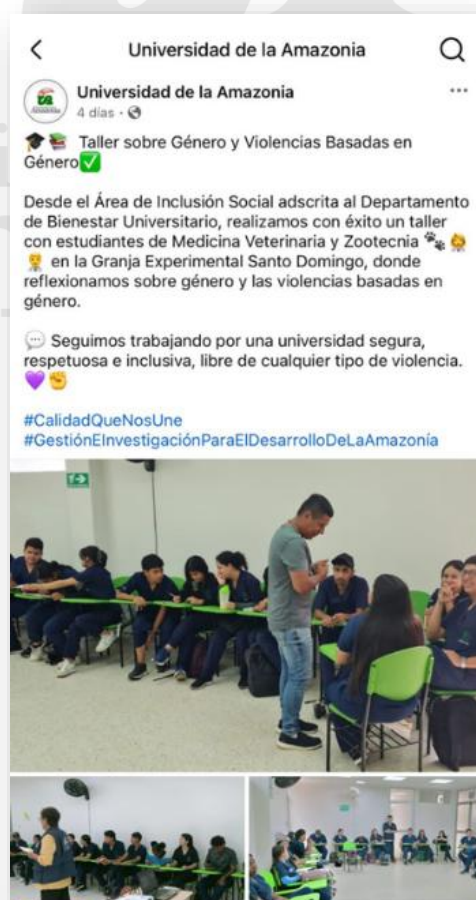 Universidad de la Amazonia
Universidad de la Amazonia
4 días ·
🎓📚 Taller sobre Género y Violencias Basadas en
Género✅
Desde el Área de Inclusión Social adscrita al Departamento
de Bienestar Universitario, realizamos con éxito un taller
con estudiantes de Medicina Veterinaria y Zootecnia 🐾👩‍⚕️
👨‍⚕️ en la Granja Experimental Santo Domingo, donde
reflexionamos sobre género y las violencias basadas en
género.
💬 Seguimos trabajando por una universidad segura,
respetuosa e inclusiva, libre de cualquier tipo de violencia.
💜✊
#CalidadQueNosUne
#GestiónEInvestigaciónParaElDesarrolloDeLaAmazonía